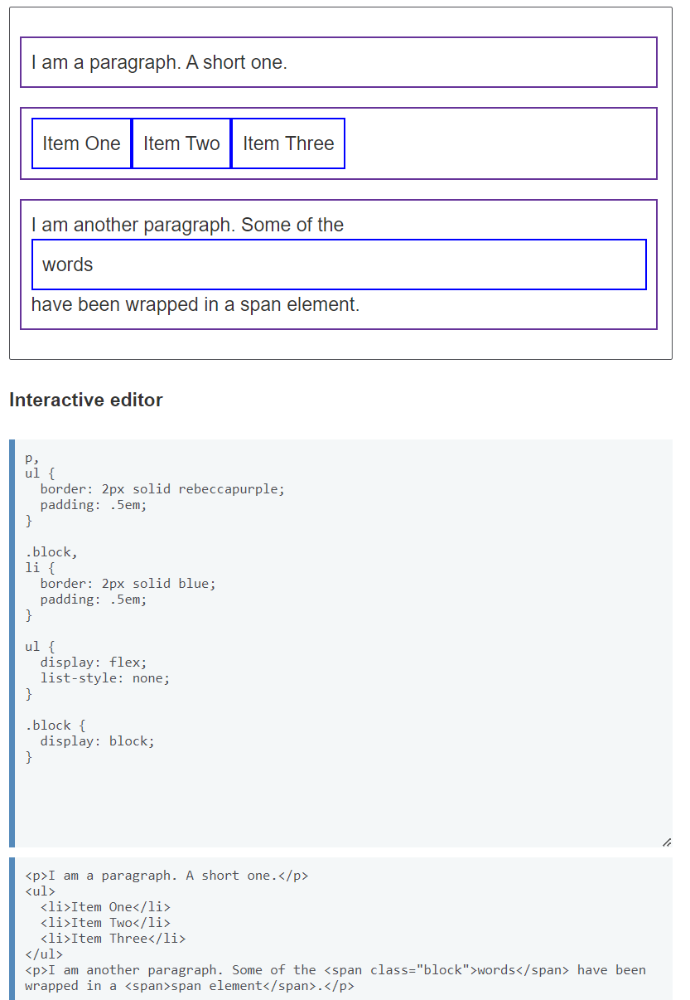 I am a paragraph. A short one.
Item One Item Two Item Three
I am another paragraph. Some of the
words
have been wrapped in a span element.
Interactive editor
p,
ul {
  border: 2px solid rebeccapurple;
  padding: .5em;
}
.block,
li {
  border: 2px solid blue;
  padding: .5em;
}
ul {
  display: flex;
  list-style: none;
}
.block {
  display: block;
}
<p>I am a paragraph. A short one.</p>
<ul>
  <li>Item One</li>
  <li>Item Two</li>
  <li>Item Three</li>
</ul>
<p>I am another paragraph. Some of the <span class="block">words</span> have been
wrapped in a <span>span element</span>.</p>